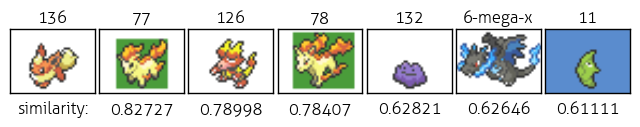 136 77 126 78 132 6-mega-x 11
similarity: 0.82727 0.78998 0.78407 0.62821 0.62646 0.61111